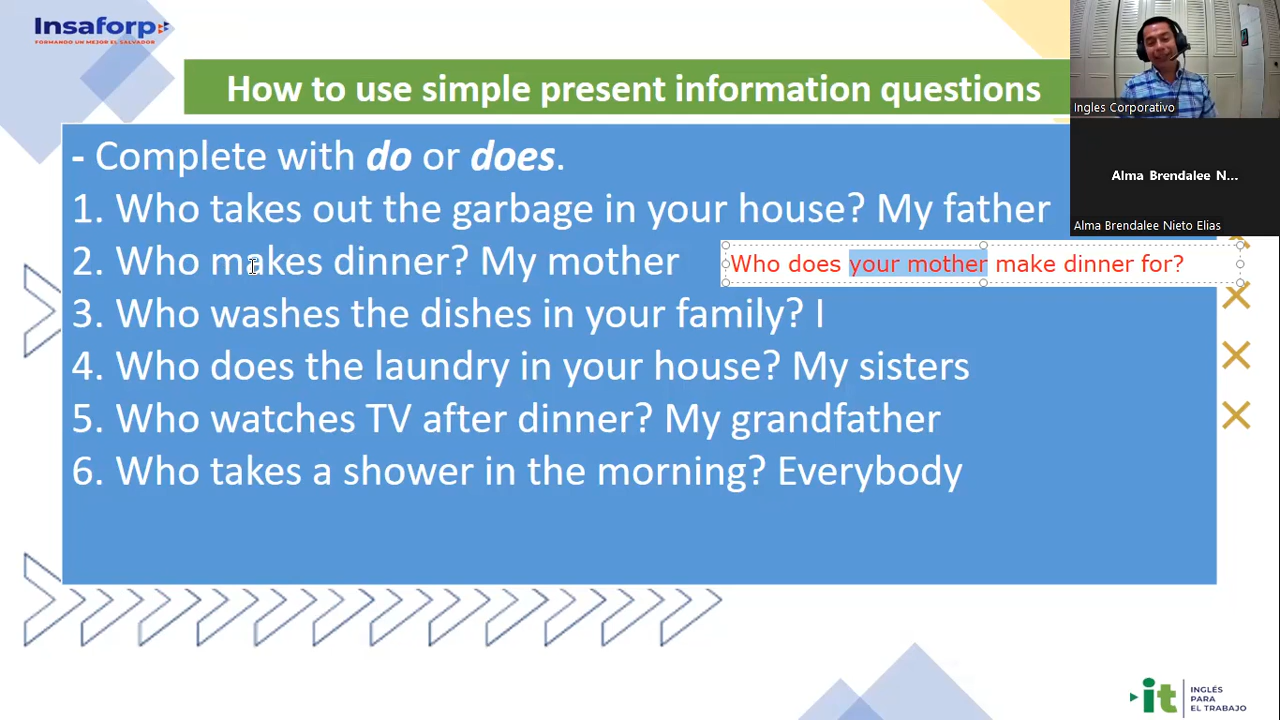 Insaforp
FORMANDO UN MEJOR EL SALVADOR
How to use simple present information questions
Ingles Corporativo
Alma Brendalee N...
Alma Brendalee Nieto Elias
- Complete with do or does.
1. Who takes out the garbage in your house? My father
2. Who makes dinner? My mother
Who does your mother make dinner for?
3. Who washes the dishes in your family? I
4. Who does the laundry in your house? My sisters
5. Who watches TV after dinner? My grandfather
6. Who takes a shower in the morning? Everybody
it
INGLÉS
PARA
EL TRABAJO